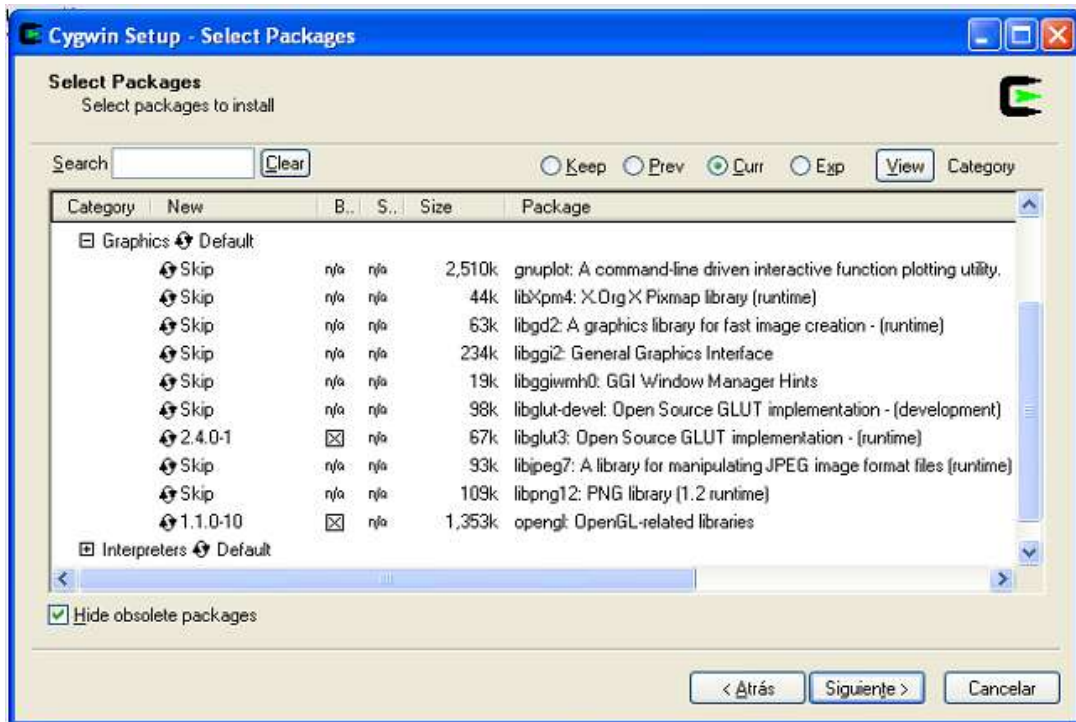 Cygwin Setup - Select Packages
Select Packages
Select packages to install
Search Clear Keep Prev Curr Exp View Category
Category New B.. S.. Size Package
Graphics Default
Skip n/a n/a 2,510k gnuplot: A command-line driven interactive function plotting utility.
Skip n/a n/a 44k libXpm4: X.Org X Pixmap library (runtime)
Skip n/a n/a 63k libgd2: A graphics library for fast image creation - (runtime)
Skip n/a n/a 234k libggi2: General Graphics Interface
Skip n/a n/a 19k libggiwmh0: GGI Window Manager Hints
Skip n/a n/a 98k libglut-devel: Open Source GLUT implementation - (development)
2.4.0-1 n/a 67k libglut3: Open Source GLUT implementation - (runtime)
Skip n/a n/a 93k libjpeg7: A library for manipulating JPEG image format files (runtime)
Skip n/a n/a 109k libpng12: PNG library (1.2 runtime)
1.1.0-10 n/a 1,353k opengl: OpenGL-related libraries
Interpreters Default
Hide obsolete packages
< Atrás Siguiente > Cancelar